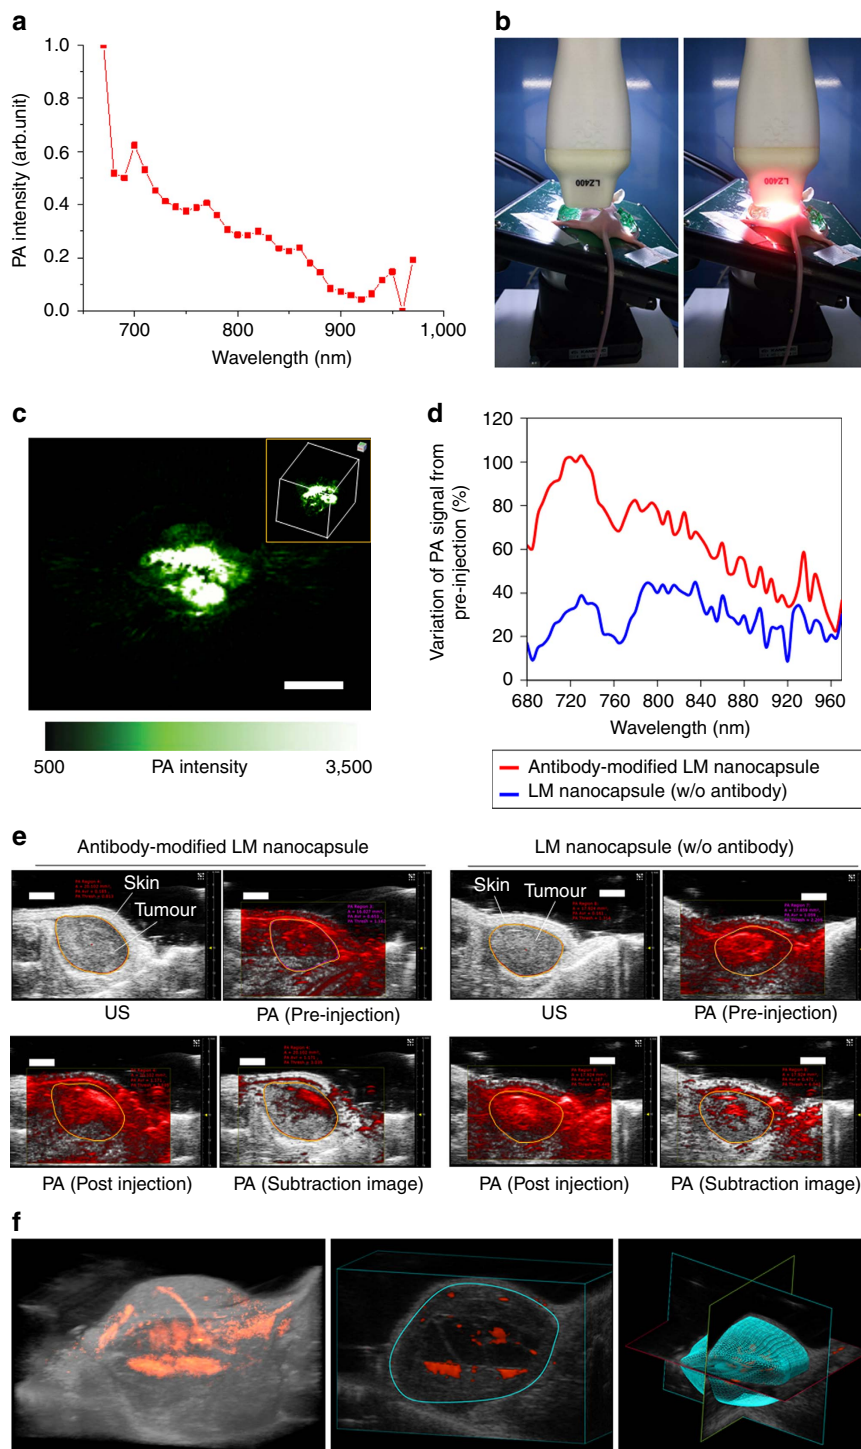 a
PA intensity (arb.unit)
1.0
0.8
0.6
0.4
0.2
0.0
700
800
900
1,000
Wavelength (nm)
b
LZ400
LZ400
c
500
PA intensity
3,500
d
Variation of PA signal from
pre-injection (%)
120
100
80
60
40
20
0
680
720
760
800
840
880
920
960
Wavelength (nm)
Antibody-modified LM nanocapsule
LM nanocapsule (w/o antibody)
e
Antibody-modified LM nanocapsule
LM nanocapsule (w/o antibody)
Skin
Tumour
Skin
Tumour
US
PA (Pre-injection)
US
PA (Pre-injection)
PA (Post injection)
PA (Subtraction image)
PA (Post injection)
PA (Subtraction image)
f